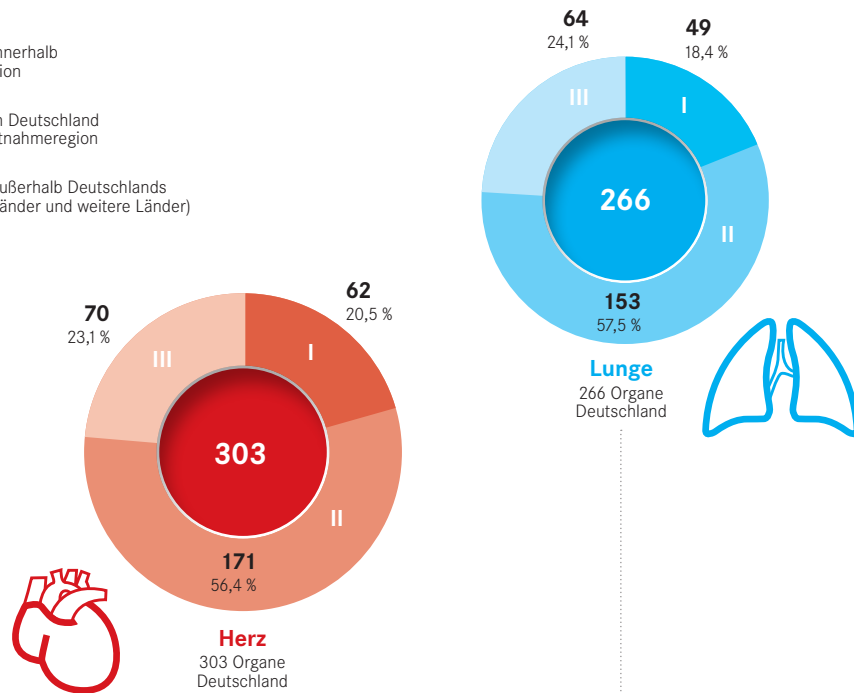 Deutschland
tnahmeregion
ußerhalb Deutschlands
änder und weitere Länder)
64
24,1 %
49
18,4 %
III
I
266
II
153
57,5 %
Lunge
266 Organe
Deutschland
70
23,1 %
62
20,5 %
III
I
303
II
171
56,4 %
Herz
303 Organe
Deutschland